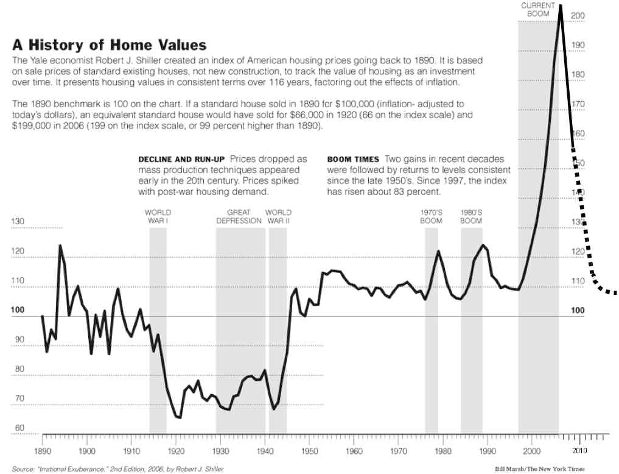 CURRENT
BOOM
A History of Home Values
The Yale economist Robert J. Shiller created an index of American housing prices going back to 1890. It is based
on sale prices of standard existing houses, not new construction, to track the value of housing as an investment
over time. It presents housing values in consistent terms over 116 years, factoring out the effects of inflation.
The 1890 benchmark is 100 on the chart. If a standard house sold in 1890 for $100,000 (inflation- adjusted to
today's dollars), an equivalent standard house would have sold for $66,000 in 1920 (66 on the index scale) and
$199,000 in 2006 (199 on the index scale, or 99 percent higher than 1890).
DECLINE AND RUN-UP Prices dropped as
mass production techniques appeared
early in the 20th century. Prices spiked
with post-war housing demand.
BOOM TIMES Two gains in recent decades
were followed by returns to levels consistent
since the late 1950's. Since 1997, the index
has risen about 83 percent.
WORLD
WAR I
GREAT
DEPRESSION
WORLD
WAR II
1970'S
BOOM
1980'S
BOOM
200
190
180
170
160
150
140
130
120
110
100
130
120
110
100
90
80
70
60
1890 1900 1910 1920 1930 1940 1950 1960 1970 1980 1990 2000 2010
Source: "Irrational Exuberance," 2nd Edition, 2006, by Robert J. Shiller
Bill Marsh/The New York Times